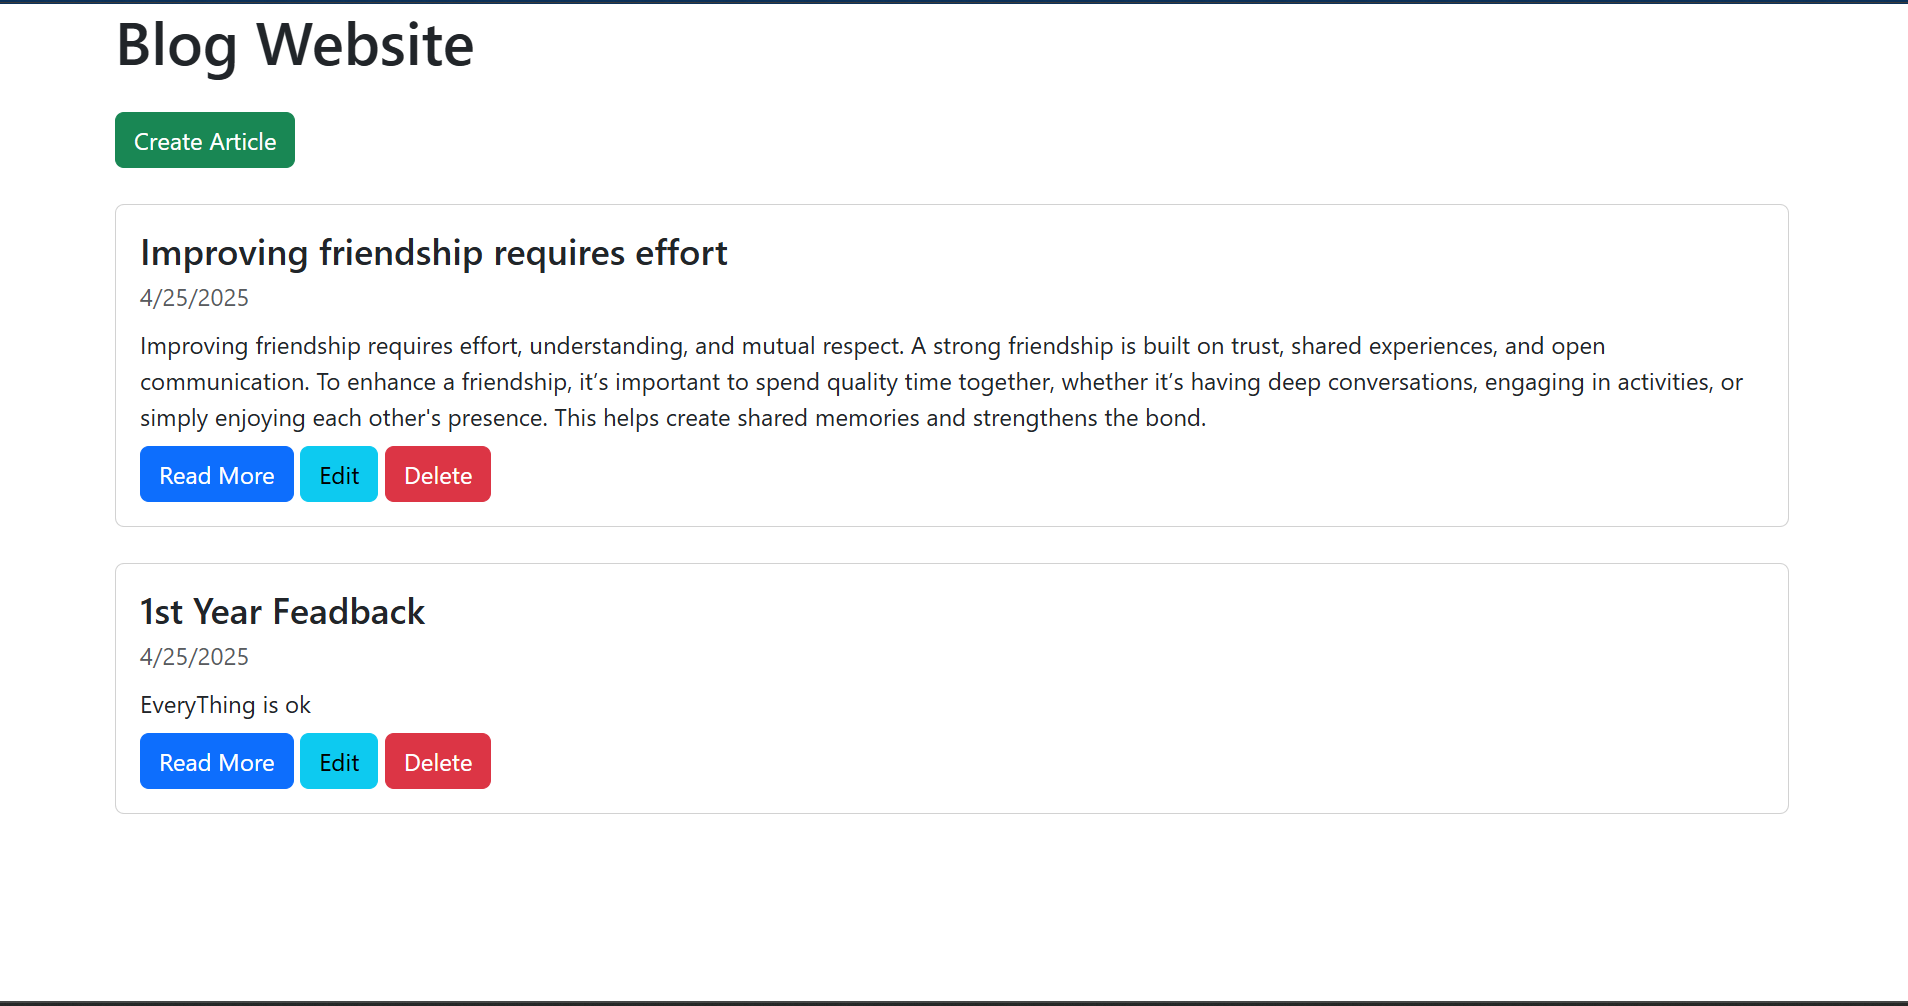 Blog Website
Create Article
Improving friendship requires effort
4/25/2025
Improving friendship requires effort, understanding, and mutual respect. A strong friendship is built on trust, shared experiences, and open
communication. To enhance a friendship, it’s important to spend quality time together, whether it’s having deep conversations, engaging in activities, or
simply enjoying each other's presence. This helps create shared memories and strengthens the bond.
Read More Edit Delete
1st Year Feadback
4/25/2025
EveryThing is ok
Read More Edit Delete